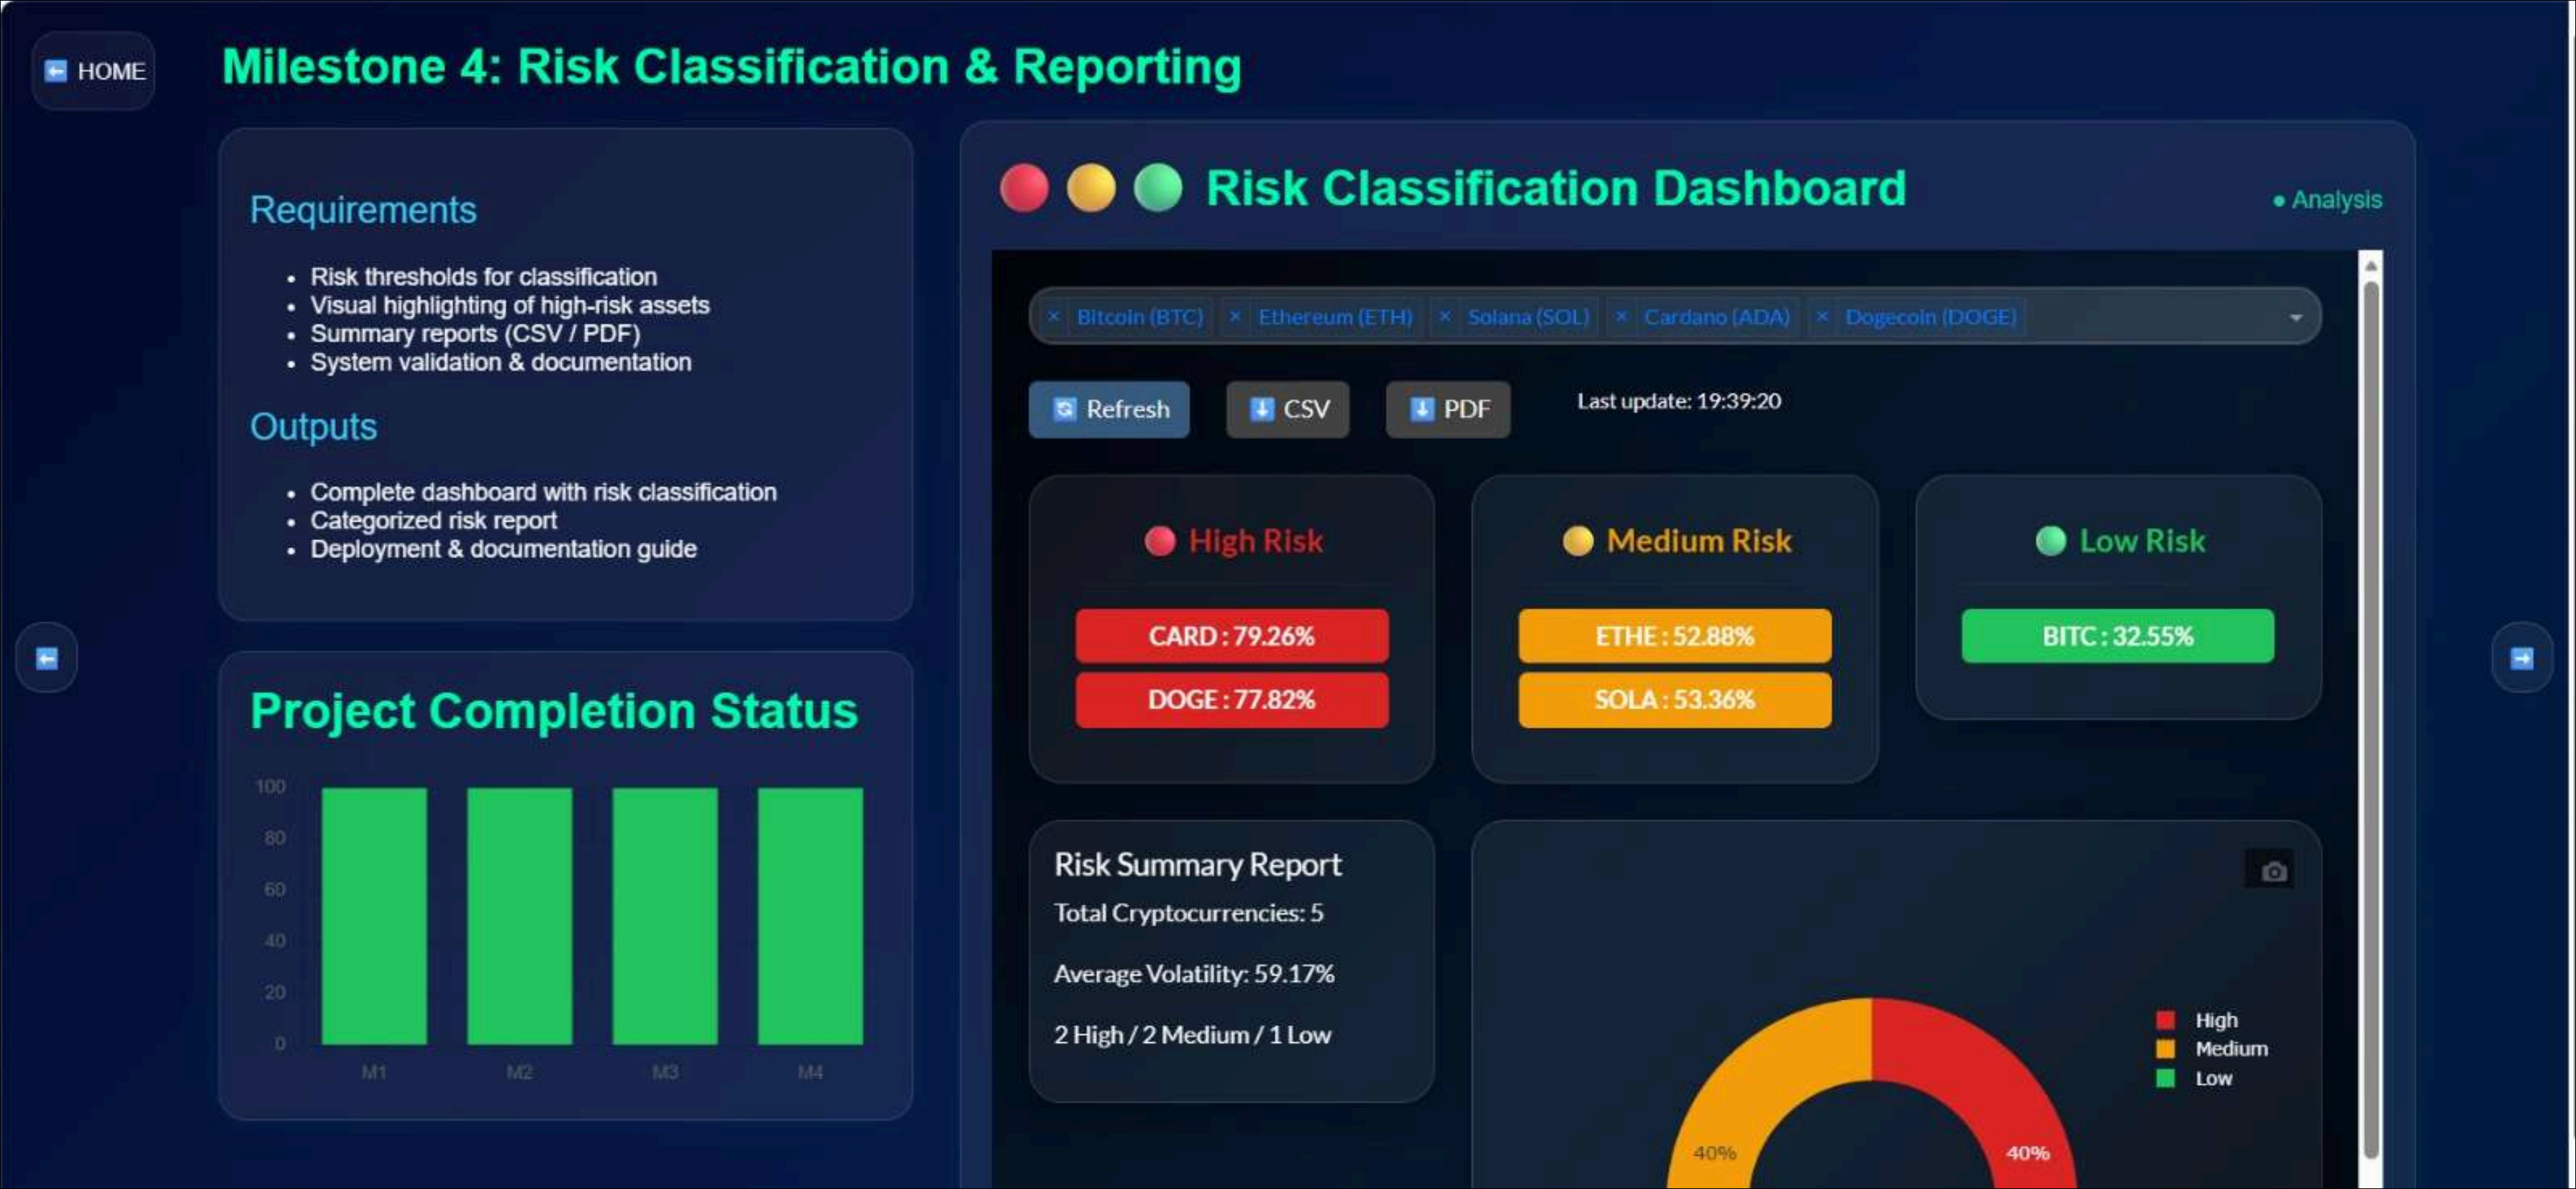 HOME
Milestone 4: Risk Classification & Reporting
Requirements
• Risk thresholds for classification
• Visual highlighting of high-risk assets
• Summary reports (CSV / PDF)
• System validation & documentation
Outputs
• Complete dashboard with risk classification
• Categorized risk report
• Deployment & documentation guide
Project Completion Status
100
80
60
40
20
0
M1 M2 M3 M4
Risk Classification Dashboard
• Analysis
× Bitcoin (BTC) × Ethereum (ETH) × Solana (SOL) × Cardano (ADA) × Dogecoin (DOGE)
Refresh CSV PDF Last update: 19:39:20
High Risk
CARD : 79.26%
DOGE : 77.82%
Medium Risk
ETHE : 52.88%
SOLA : 53.36%
Low Risk
BITC : 32.55%
Risk Summary Report
Total Cryptocurrencies: 5
Average Volatility: 59.17%
2 High / 2 Medium / 1 Low
High
Medium
Low
40% 40%